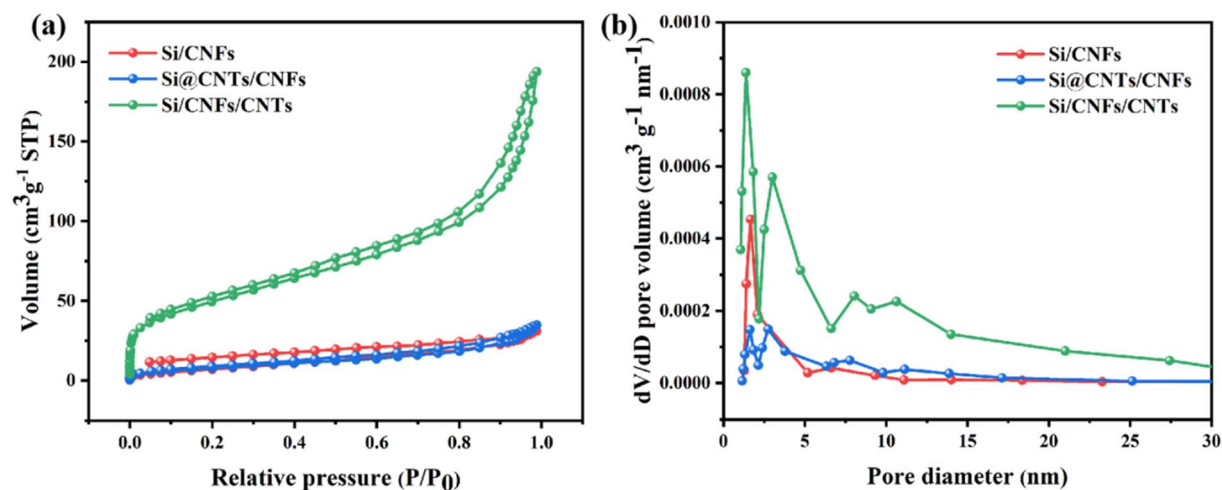 (a)
Si/CNFs
Si@CNTs/CNFs
Si/CNFs/CNTs
Volume (cm³g⁻¹ STP)
200
150
100
50
0
0.0 0.2 0.4 0.6 0.8 1.0
Relative pressure (P/P₀)
(b)
Si/CNFs
Si@CNTs/CNFs
Si/CNFs/CNTs
dV/dD pore volume (cm³ g⁻¹ nm⁻¹)
0.0010
0.0008
0.0006
0.0004
0.0002
0.0000
0 5 10 15 20 25 30
Pore diameter (nm)